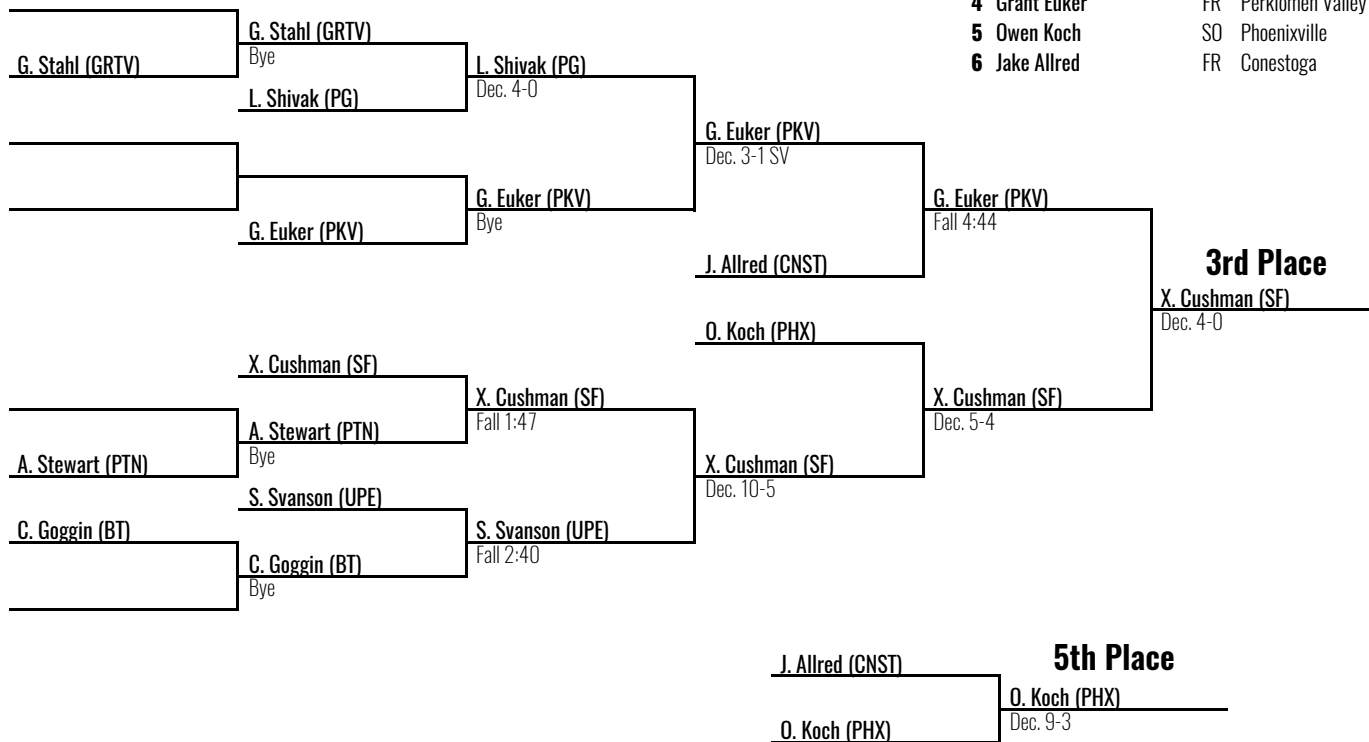 4 Grant Euker FR Perkiomen Valley
G. Stahl (GRTV)
Bye
5 Owen Koch SO Phoenixville
G. Stahl (GRTV)
L. Shivak (PG)
6 Jake Allred FR Conestoga
Dec. 4-0
L. Shivak (PG)
G. Euker (PKV)
Dec. 3-1 SV
G. Euker (PKV)
Bye
G. Euker (PKV)
Fall 4:44
G. Euker (PKV)
J. Allred (CNST)
3rd Place
X. Cushman (SF)
Dec. 4-0
O. Koch (PHX)
X. Cushman (SF)
X. Cushman (SF)
Fall 1:47
X. Cushman (SF)
Dec. 5-4
A. Stewart (PTN)
Bye
A. Stewart (PTN)
X. Cushman (SF)
Dec. 10-5
S. Svanson (UPE)
C. Goggin (BT)
S. Svanson (UPE)
Fall 2:40
C. Goggin (BT)
Bye
J. Allred (CNST)
5th Place
O. Koch (PHX)
Dec. 9-3
O. Koch (PHX)